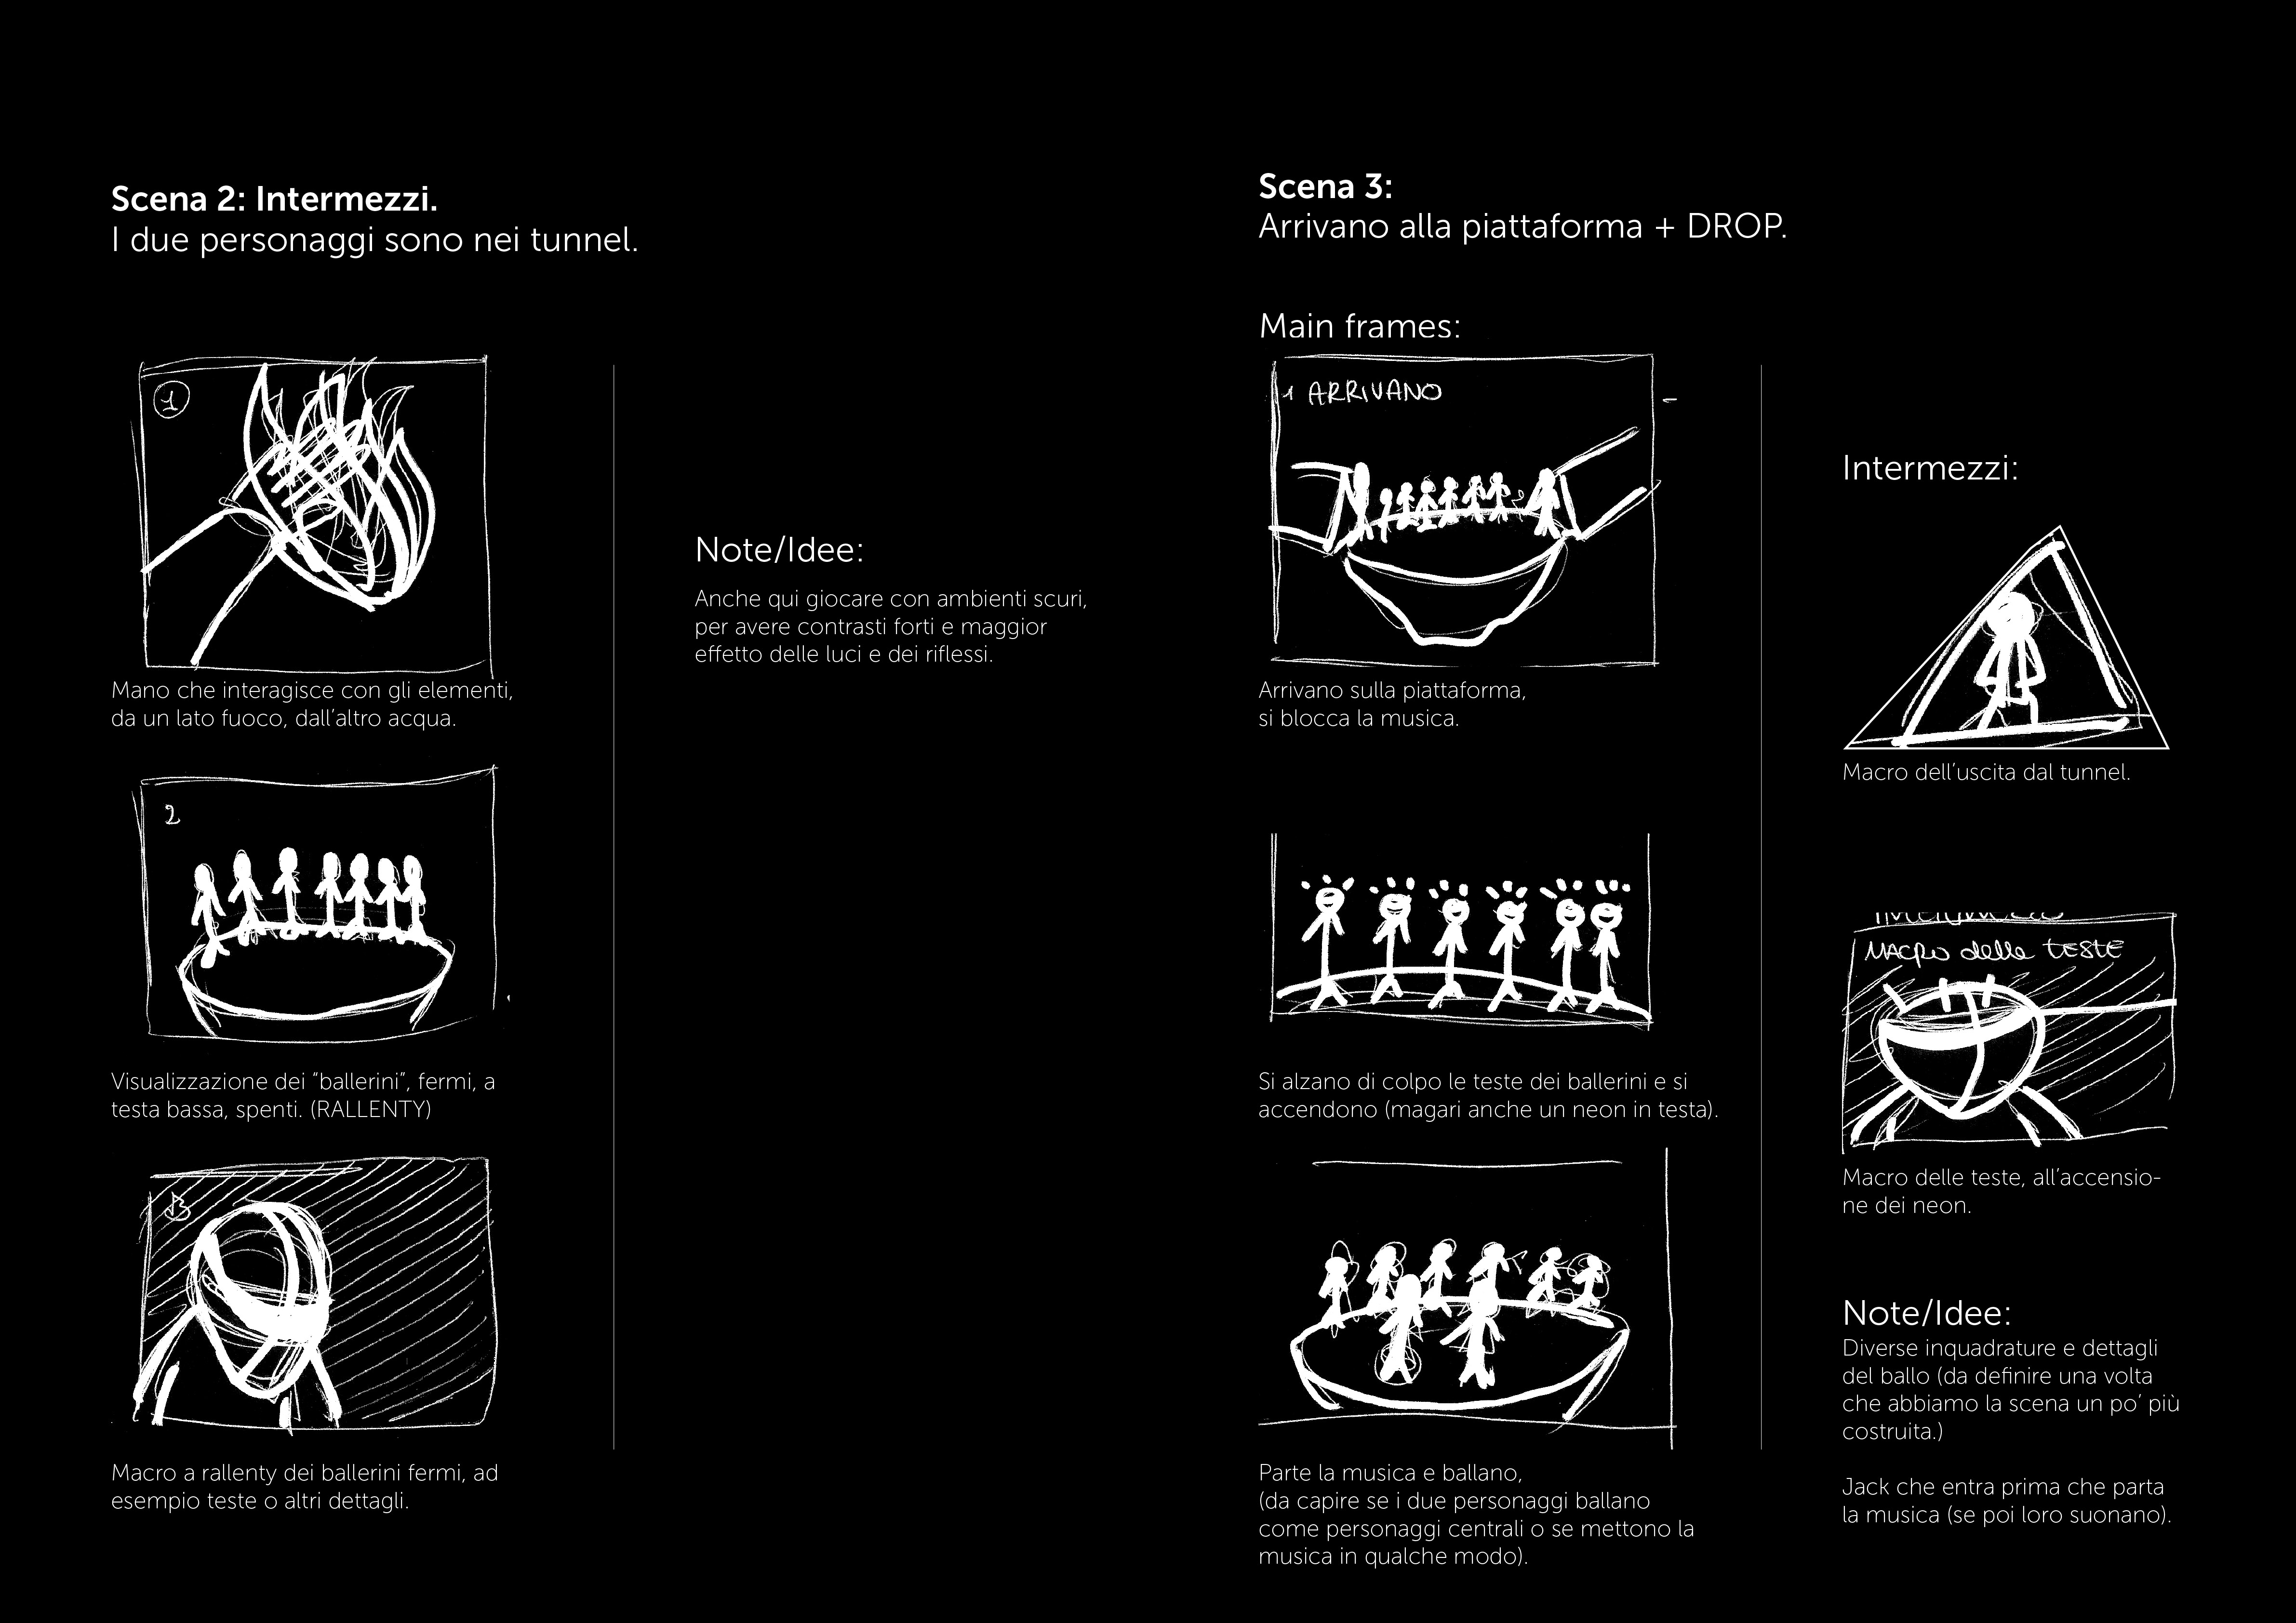 Scena 2: Intermezzi.
I due personaggi sono nei tunnel.
1
Mano che interagisce con gli elementi,
da un lato fuoco, dall'altro acqua.
2
Visualizzazione dei "ballerini", fermi, a
testa bassa, spenti. (RALLENTY)
Macro a rallenty dei ballerini fermi, ad
esempio teste o altri dettagli.
Note/Idee:
Anche qui giocare con ambienti scuri,
per avere contrasti forti e maggior
effetto delle luci e dei riflessi.
Scena 3:
Arrivano alla piattaforma + DROP.
Main frames:
1 ARRIVANO
Arrivano sulla piattaforma,
si blocca la musica.
Si alzano di colpo le teste dei ballerini e si
accendono (magari anche un neon in testa).
Parte la musica e ballano,
(da capire se i due personaggi ballano
come personaggi centrali o se mettono la
musica in qualche modo).
Intermezzi:
Macro dell'uscita dal tunnel.
MACRO delle TESTE
Macro delle teste, all'accensio-
ne dei neon.
Note/Idee:
Diverse inquadrature e dettagli
del ballo (da definire una volta
che abbiamo la scena un po' più
costruita.)
Jack che entra prima che parta
la musica (se poi loro suonano).